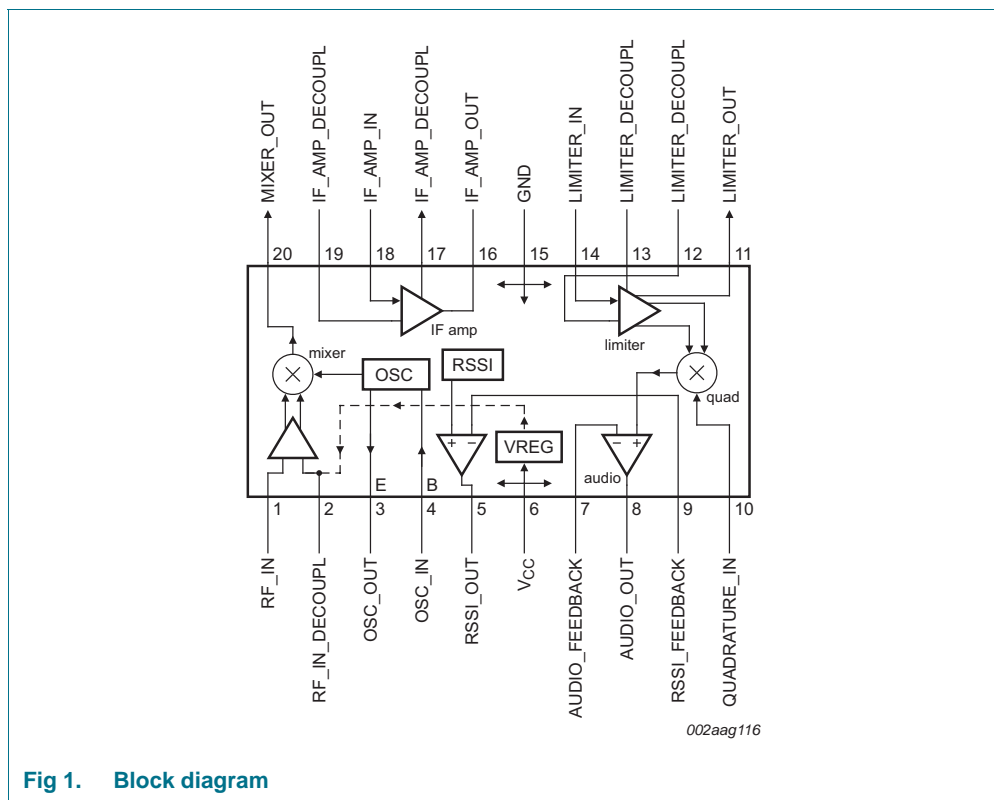 MIXER_OUT
IF_AMP_DECOUPL
IF_AMP_IN
IF_AMP_DECOUPL
IF_AMP_OUT
GND
LIMITER_IN
LIMITER_DECOUPL
LIMITER_DECOUPL
LIMITER_OUT
20 19 18 17 16 15 14 13 12 11
IF amp
limiter
mixer
OSC
RSSI
quad
+ −
VREG
− +
audio
E B
1 2 3 4 5 6 7 8 9 10
RF_IN
RF_IN_DECOUPL
OSC_OUT
OSC_IN
RSSI_OUT
VCC
AUDIO_FEEDBACK
AUDIO_OUT
RSSI_FEEDBACK
QUADRATURE_IN
002aag116
Fig 1. Block diagram